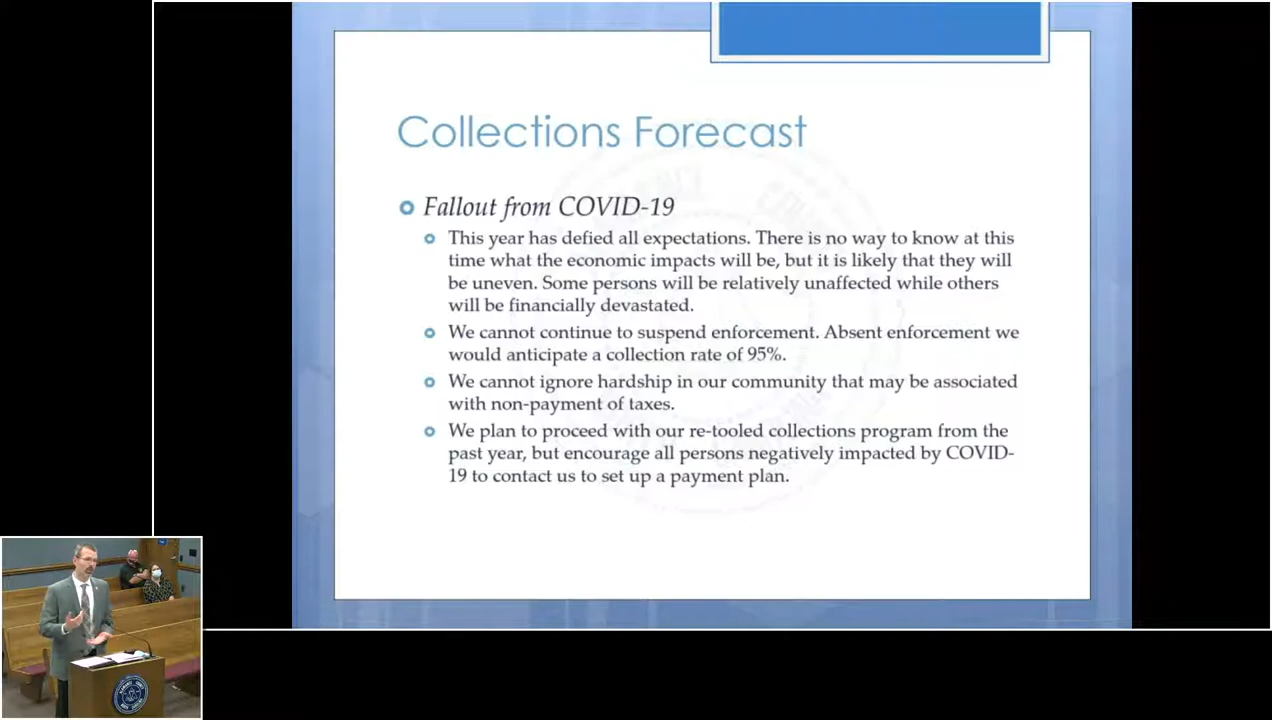 Collections Forecast
Fallout from COVID-19
This year has defied all expectations. There is no way to know at this
time what the economic impacts will be, but it is likely that they will
be uneven. Some persons will be relatively unaffected while others
will be financially devastated.
We cannot continue to suspend enforcement. Absent enforcement we
would anticipate a collection rate of 95%.
We cannot ignore hardship in our community that may be associated
with non-payment of taxes.
We plan to proceed with our re-tooled collections program from the
past year, but encourage all persons negatively impacted by COVID-
19 to contact us to set up a payment plan.